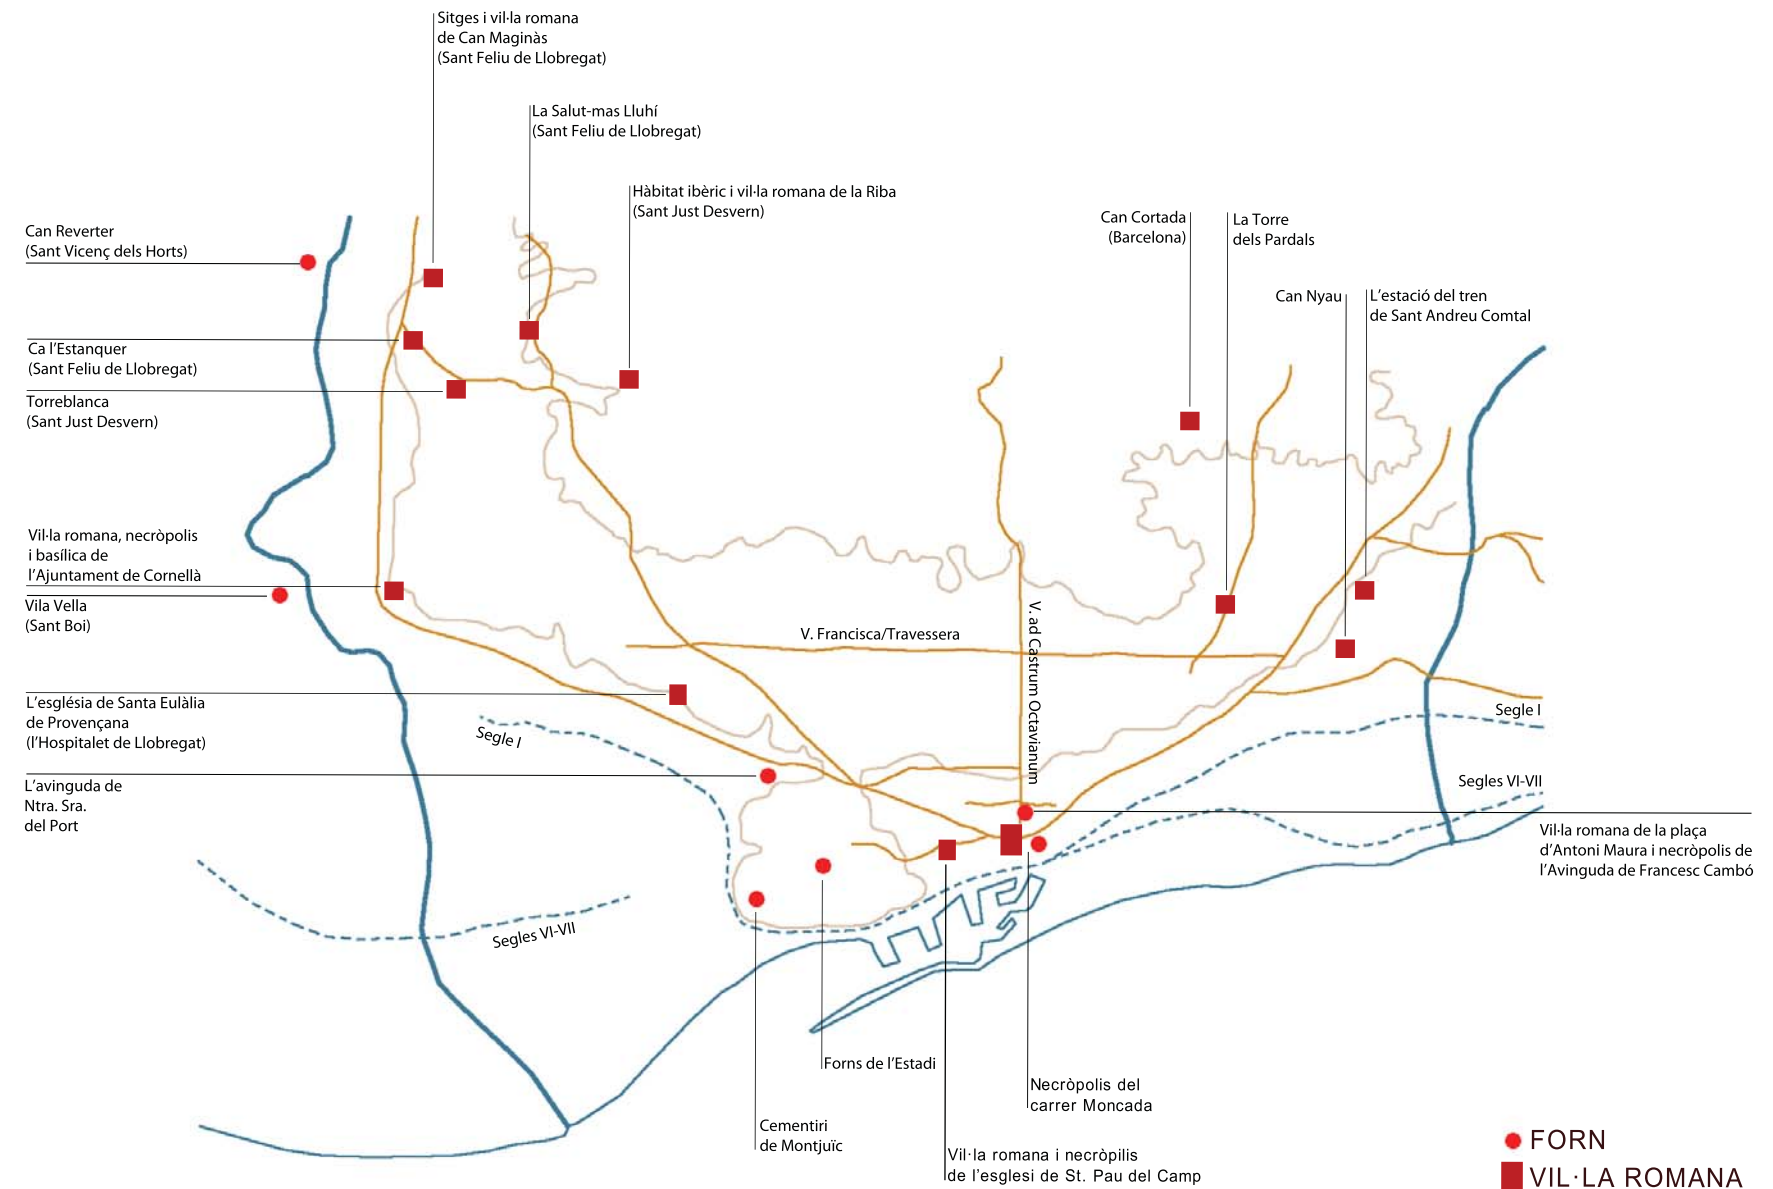 Sitges i vil·la romana
de Can Maginàs
(Sant Feliu de Llobregat)
La Salut-mas Lluhí
(Sant Feliu de Llobregat)
Hàbitat ibèric i vil·la romana de la Riba
(Sant Just Desvern)
Can Cortada
(Barcelona)
La Torre
dels Pardals
Can Nyau
L'estació del tren
de Sant Andreu Comtal
Can Reverter
(Sant Vicenç dels Horts)
Ca l'Estanquer
(Sant Feliu de Llobregat)
Torreblanca
(Sant Just Desvern)
Vil·la romana, necròpolis
i basílica de
l'Ajuntament de Cornellà
Vila Vella
(Sant Boi)
V. Francisca/Travessera
V. ad Castrum Octavianum
L'església de Santa Eulàlia
de Provençana
(l'Hospitalet de Llobregat)
Segle I
Segle I
Segles VI-VII
L'avinguda de
Ntra. Sra.
del Port
Vil·la romana de la plaça
d'Antoni Maura i necròpolis de
l'Avinguda de Francesc Cambó
Segles VI-VII
Forns de l'Estadi
Necròpolis del
carrer Moncada
Cementiri
de Montjuïc
Vil·la romana i necròpilis
de l'esglesi de St. Pau del Camp
FORN
VIL·LA ROMANA